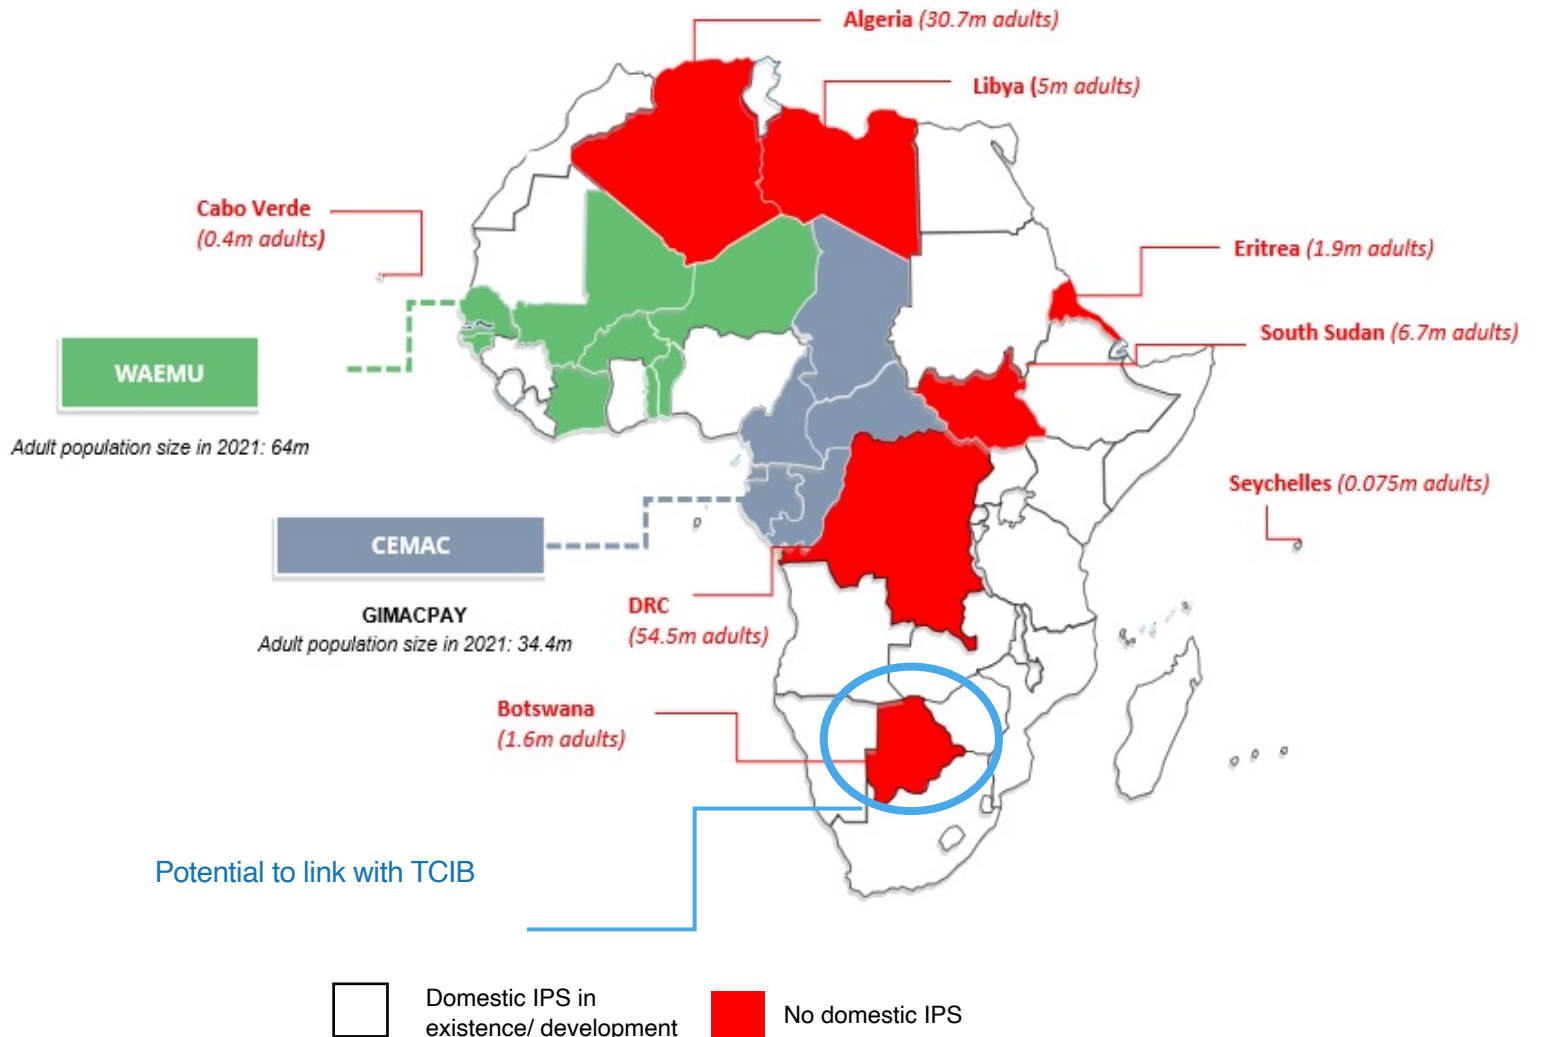 Algeria (30.7m adults)
Libya (5m adults)
Cabo Verde
(0.4m adults)
Eritrea (1.9m adults)
South Sudan (6.7m adults)
WAEMU
Adult population size in 2021: 64m
Seychelles (0.075m adults)
CEMAC
GIMACPAY
Adult population size in 2021: 34.4m
DRC
(54.5m adults)
Botswana
(1.6m adults)
Potential to link with TCIB
Domestic IPS in
existence/ development
No domestic IPS